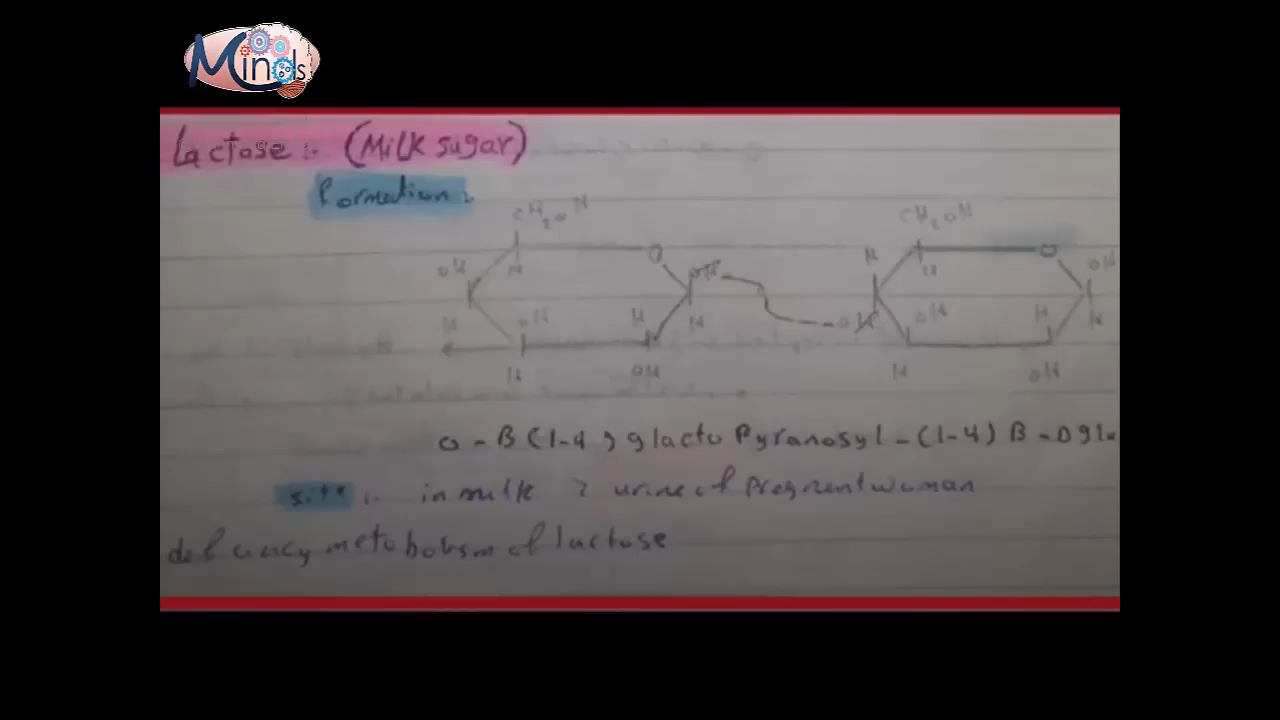 Minds
Lactose :- (Milk sugar)
Formation :-
CH2OH CH2OH
O O
OH H OH H H OH
OH H OH H
H H OH H
H OH H OH
O - B (1-4) glacto Pyranosyl - (1-4) B - D glu
site :- in milk & urine of Pregnent woman
metabolism of lactose